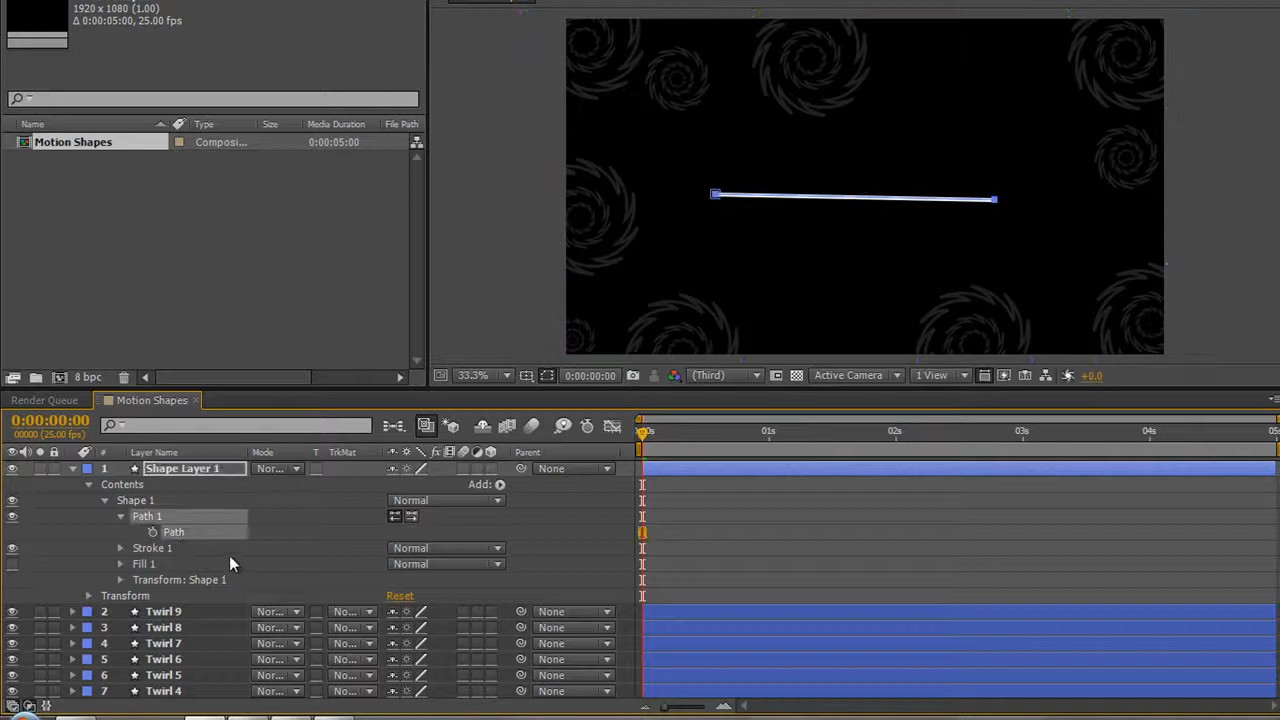 1920 x 1080 (1.00)
Δ 0:00:05:00, 25.00 fps
Name Type Size Media Duration File Path
Motion Shapes Composi... 0:00:05:00
8 bpc
33.3% 0:00:00:00 (Third) Active Camera 1 View +0.0
Render Queue Motion Shapes ×
0:00:00:00
00000 (25.00 fps)
# Layer Name Mode T TrkMat fx Parent
01s 02s 03s 04s
1 Shape Layer 1 Nor... None
Contents Add:
Shape 1 Normal
Path 1
Path
Stroke 1 Normal
Fill 1 Normal
Transform: Shape 1
Transform Reset
2 Twirl 9 Nor... No... None
3 Twirl 8 Nor... No... None
4 Twirl 7 Nor... No... None
5 Twirl 6 Nor... No... None
6 Twirl 5 Nor... No... None
7 Twirl 4 Nor... No... None